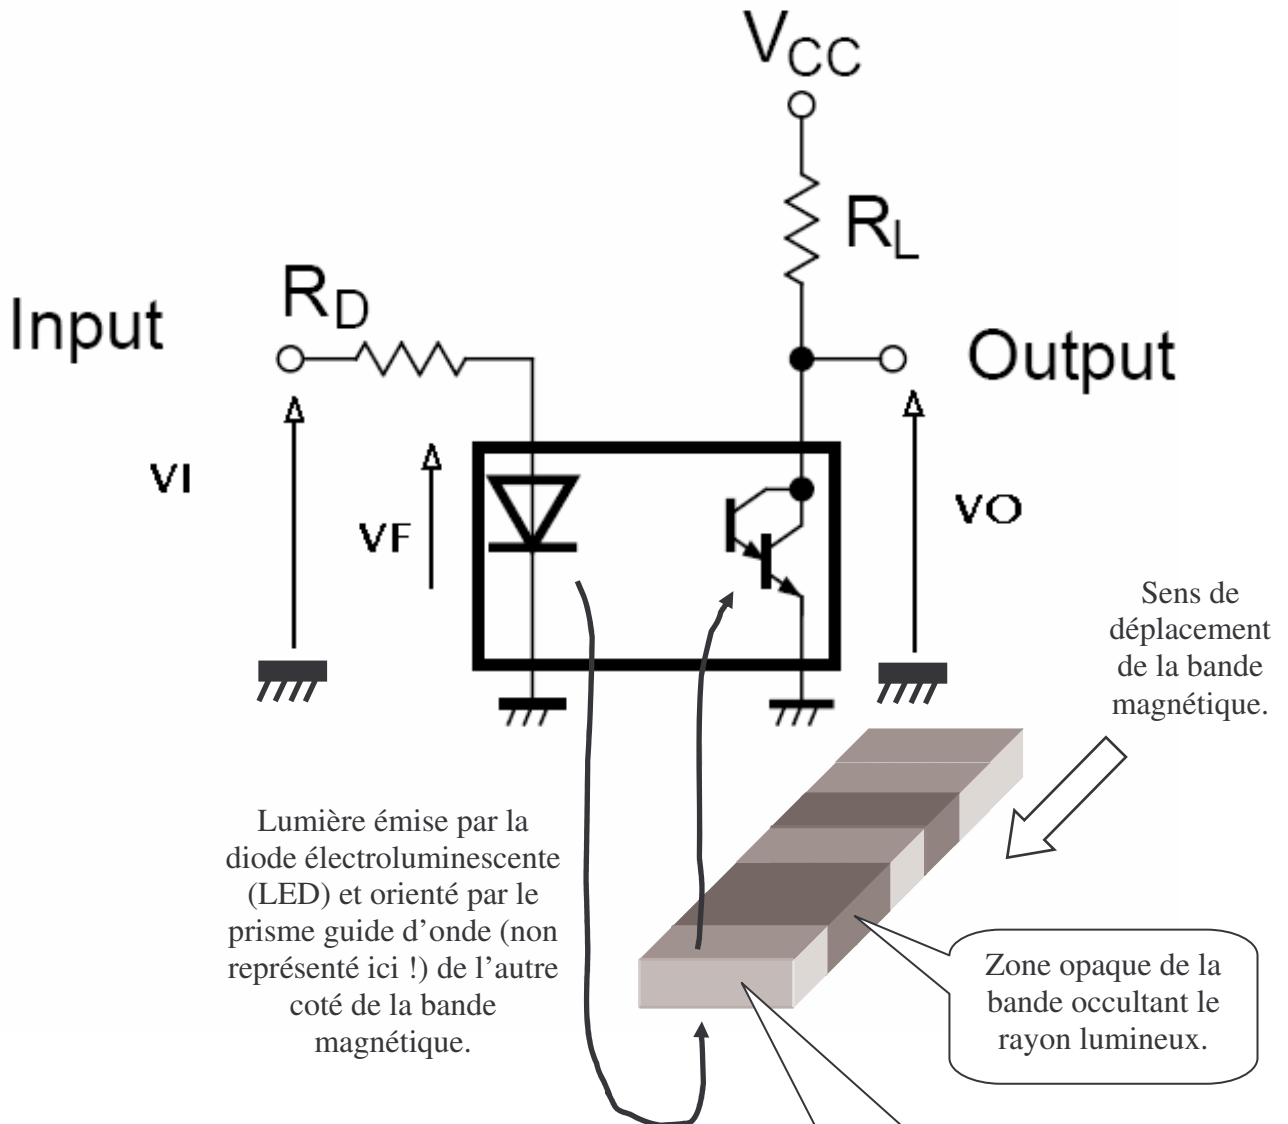 VCC
RL
RD
Input
Output
VI
VF
VO
Sens de
déplacement
de la bande
magnétique.
Lumière émise par la
diode électroluminescente
(LED) et orienté par le
prisme guide d’onde (non
représenté ici !) de l’autre
coté de la bande
magnétique.
Zone opaque de la
bande occultant le
rayon lumineux.